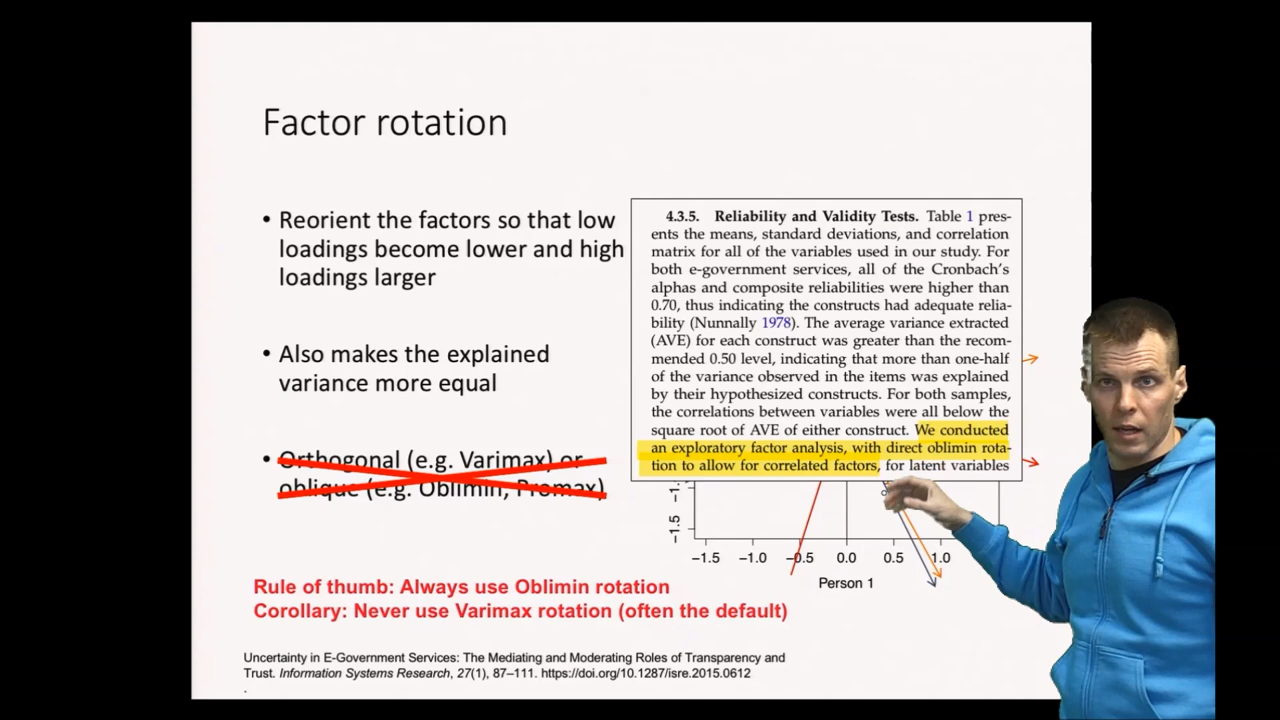 Factor rotation
• Reorient the factors so that low
loadings become lower and high
loadings larger
• Also makes the explained
variance more equal
• Orthogonal (e.g. Varimax) or
oblique (e.g. Oblimin, Promax)
4.3.5. Reliability and Validity Tests. Table 1 pres-
ents the means, standard deviations, and correlation
matrix for all of the variables used in our study. For
both e-government services, all of the Cronbach's
alphas and composite reliabilities were higher than
0.70, thus indicating the constructs had adequate relia-
bility (Nunnally 1978). The average variance extracted
(AVE) for each construct was greater than the recom-
mended 0.50 level, indicating that more than one-half
of the variance observed in the items was explained
by their hypothesized constructs. For both samples,
the correlations between variables were all below the
square root of AVE of either construct. We conducted
an exploratory factor analysis, with direct oblimin rota-
tion to allow for correlated factors, for latent variables
-1.5
-1.5 -1.0 -0.5 0.0 0.5 1.0
Person 1
Rule of thumb: Always use Oblimin rotation
Corollary: Never use Varimax rotation (often the default)
Uncertainty in E-Government Services: The Mediating and Moderating Roles of Transparency and
Trust. Information Systems Research, 27(1), 87–111. https://doi.org/10.1287/isre.2015.0612
.